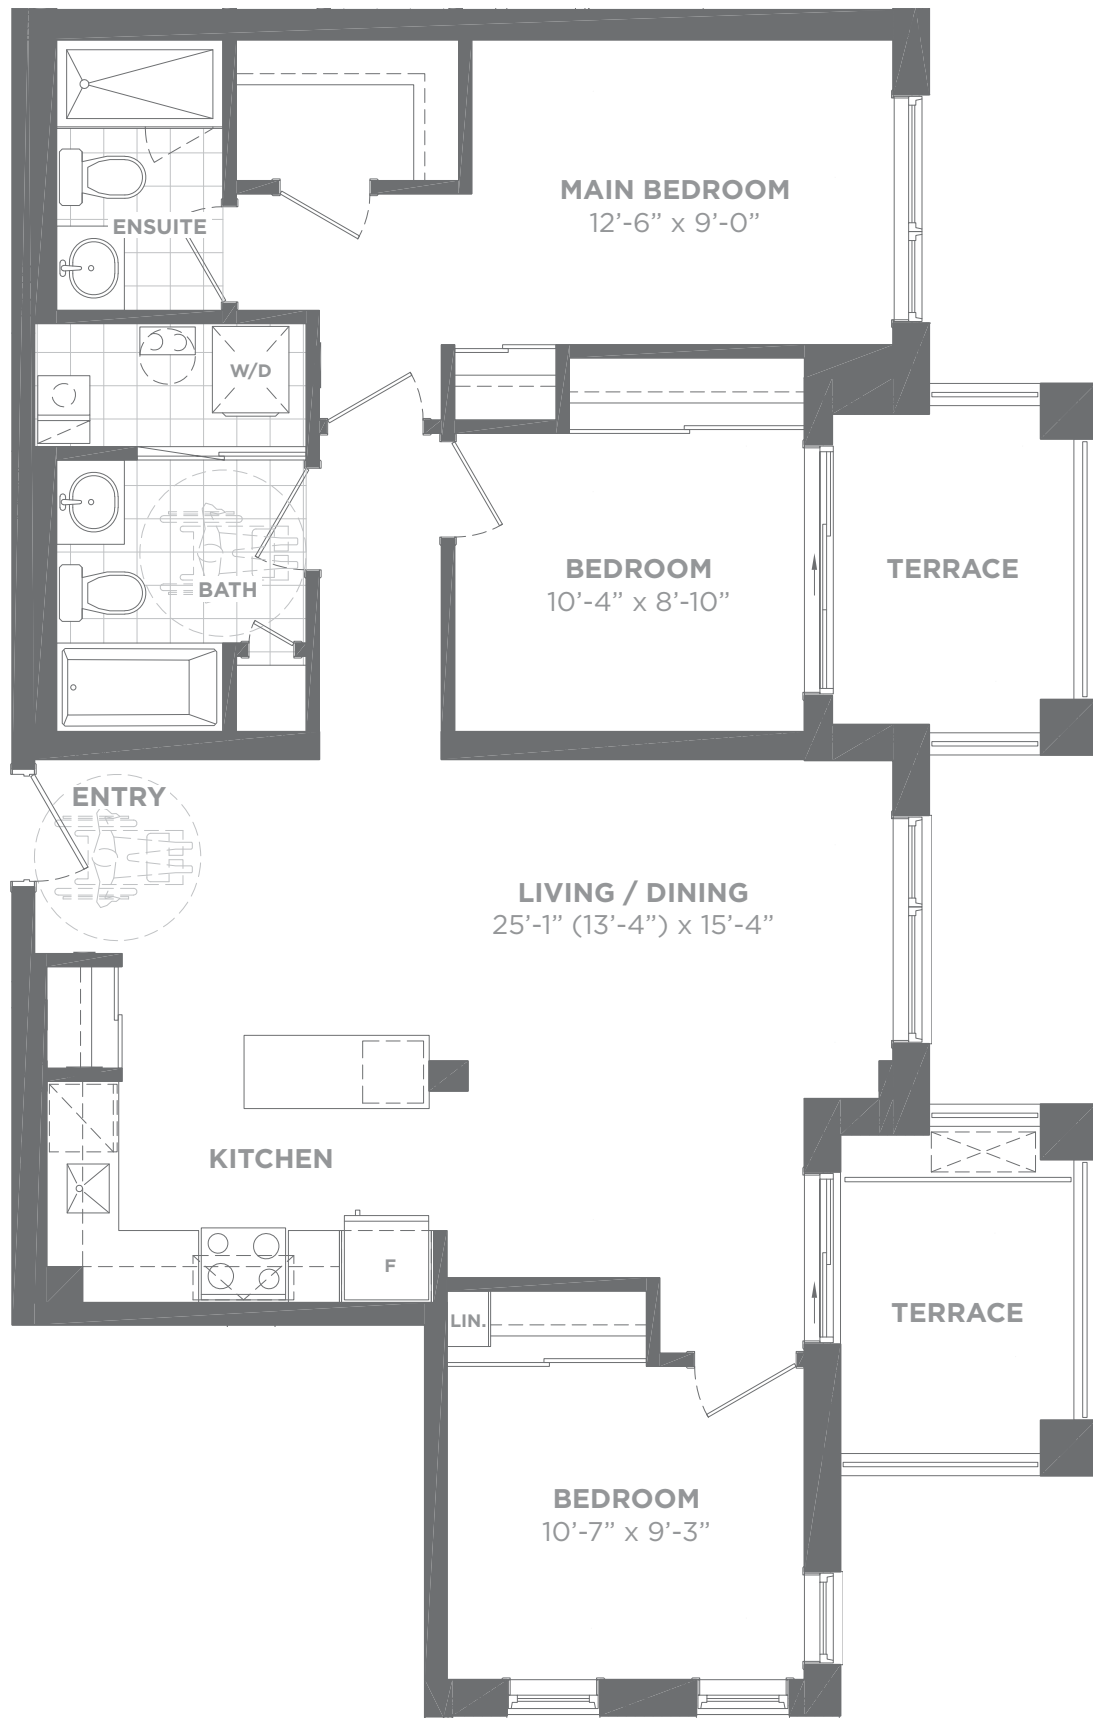 MAIN BEDROOM
12’-6” x 9’-0”
ENSUITE
W/D
BEDROOM
10’-4” x 8’-10”
TERRACE
BATH
ENTRY
LIVING / DINING
25’-1” (13’-4”) x 15’-4”
KITCHEN
F
LIN.
TERRACE
BEDROOM
10’-7” x 9’-3”